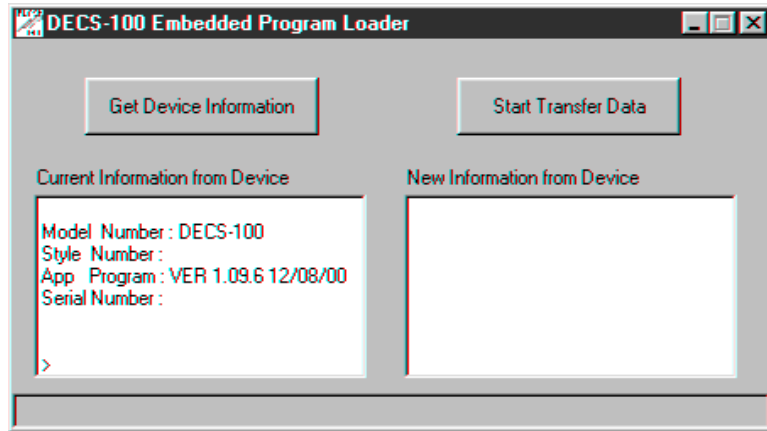 DECS-100 Embedded Program Loader
Get Device Information
Start Transfer Data
Current Information from Device
New Information from Device
Model Number : DECS-100
Style Number :
App Program : VER 1.09.6 12/08/00
Serial Number :
>